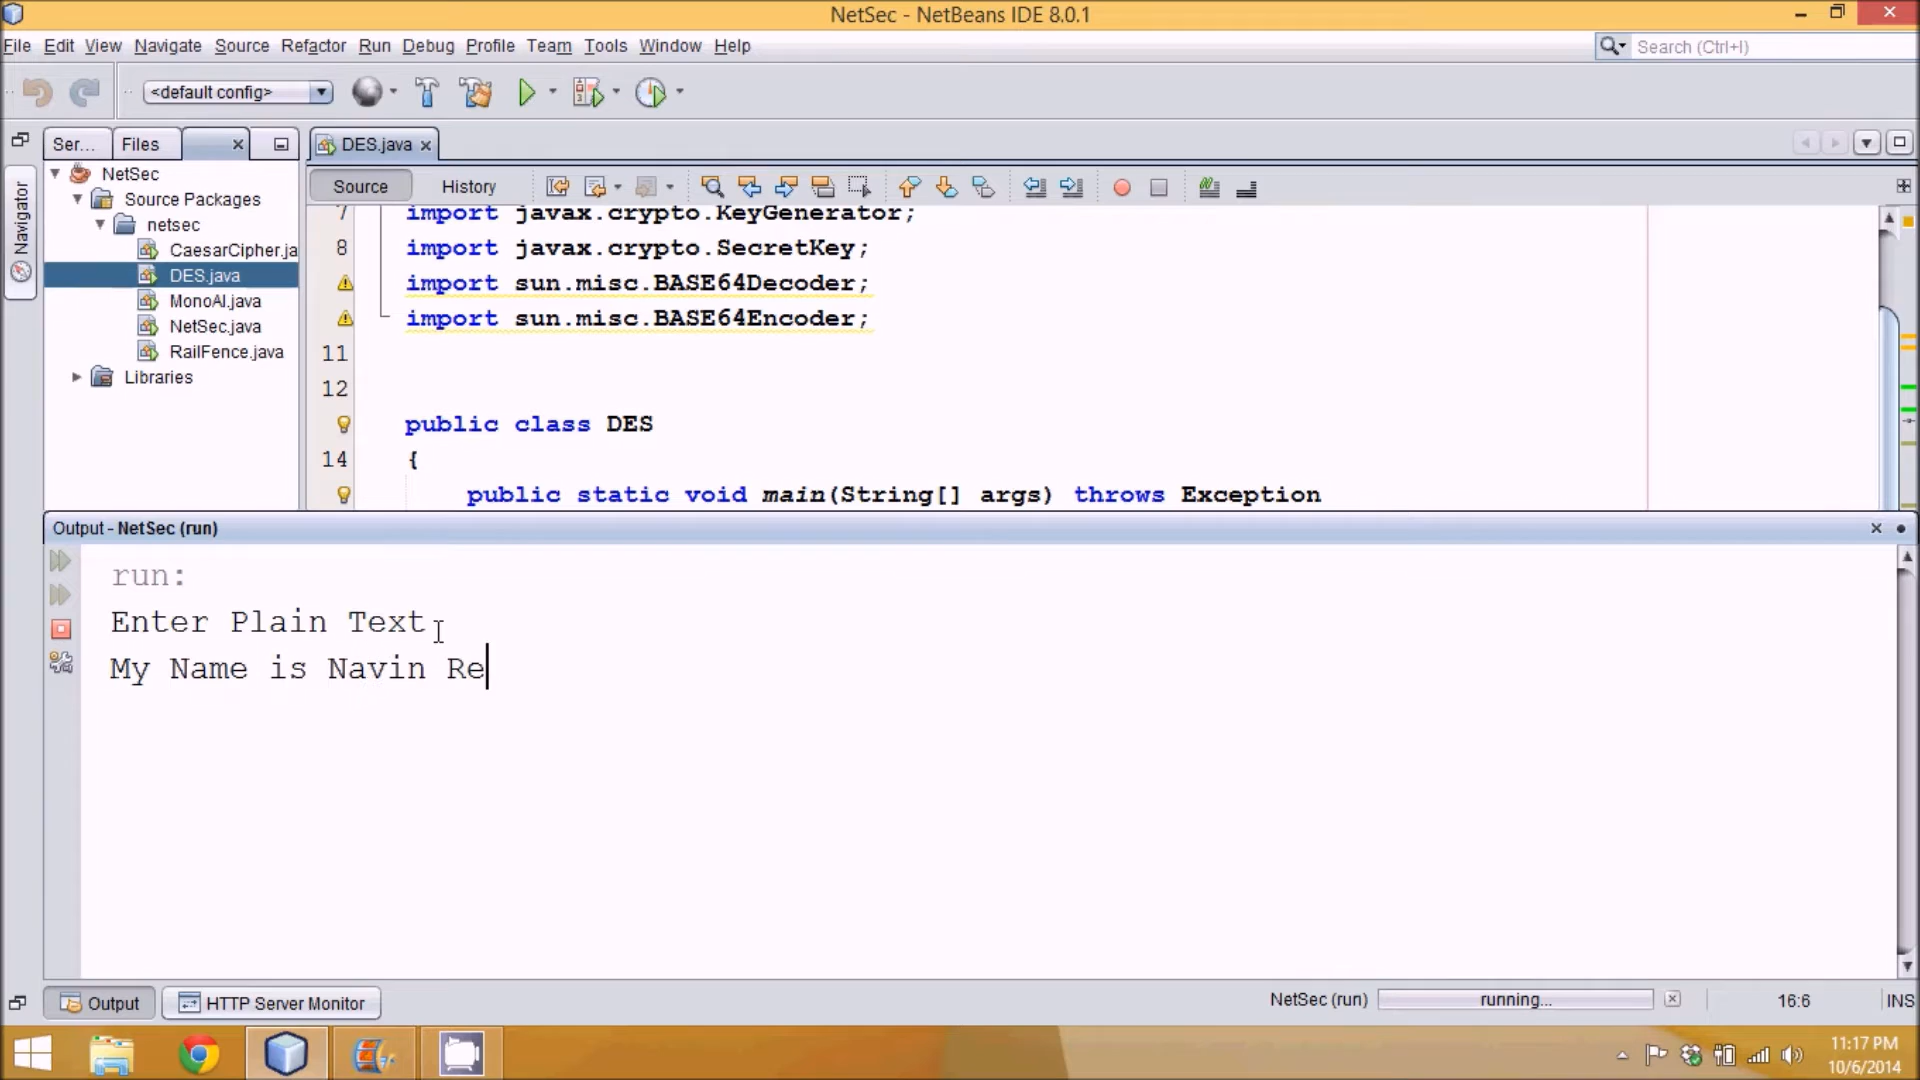 NetSec - NetBeans IDE 8.0.1
File Edit View Navigate Source Refactor Run Debug Profile Team Tools Window Help
Search (Ctrl+I)
<default config>
Ser... Files
DES.java
Navigator
NetSec
Source Packages
netsec
CaesarCipher.ja
DES.java
MonoAl.java
NetSec.java
RailFence.java
Libraries
Source History
7 import javax.crypto.KeyGenerator;
8 import javax.crypto.SecretKey;
import sun.misc.BASE64Decoder;
import sun.misc.BASE64Encoder;
11
12
public class DES
14 {
public static void main(String[] args) throws Exception
Output - NetSec (run)
run:
Enter Plain Text
My Name is Navin Re
Output HTTP Server Monitor
NetSec (run) running... 16:6 INS
11:17 PM
10/6/2014